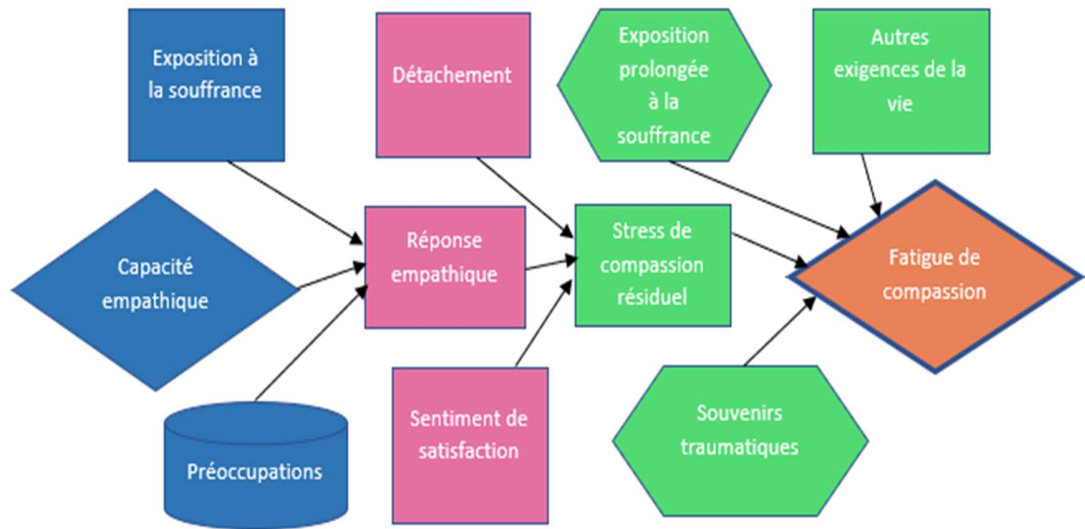 Exposition à
la souffrance
Détachement
Exposition
prolongée
à la
souffrance
Autres
exigences de la
vie
Capacité
empathique
Réponse
empathique
Stress de
compassion
résiduel
Fatigue de
compassion
Préoccupations
Sentiment de
satisfaction
Souvenirs
traumatiques